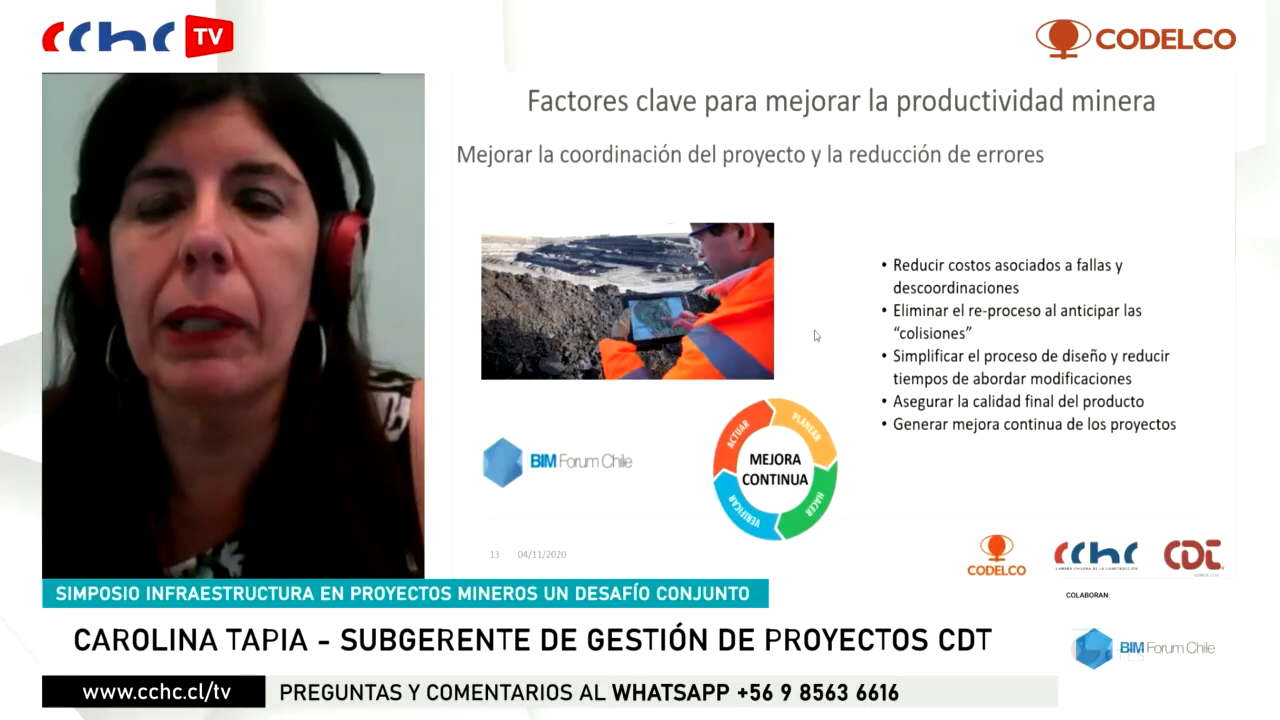 CChC TV
CODELCO
Factores clave para mejorar la productividad minera
Mejorar la coordinación del proyecto y la reducción de errores
• Reducir costos asociados a fallas y
descoordinaciones
• Eliminar el re-proceso al anticipar las
“colisiones”
• Simplificar el proceso de diseño y reducir
tiempos de abordar modificaciones
• Asegurar la calidad final del producto
• Generar mejora continua de los proyectos
BIM Forum Chile
ACTUAR
PLANEAR
MEJORA
CONTINUA
VERIFICAR
HACER
13 04/11/2020
CODELCO
CChC
CÁMARA CHILENA DE LA CONSTRUCCIÓN
CDT
SIMPOSIO INFRAESTRUCTURA EN PROYECTOS MINEROS UN DESAFÍO CONJUNTO
COLABORAN:
CAROLINA TAPIA - SUBGERENTE DE GESTIÓN DE PROYECTOS CDT
BIM Forum Chile
www.cchc.cl/tv
PREGUNTAS Y COMENTARIOS AL WHATSAPP +56 9 8563 6616